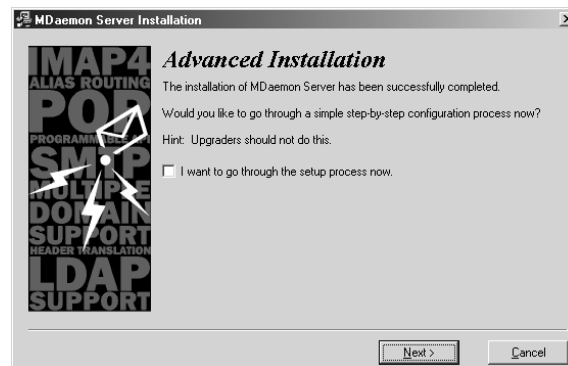 MDaemon Server Installation
IMAP4
ALIAS ROUTING
POP
PROGRAMMABLE API
SMTP
MULTIPLE
DOMAIN
SUPPORT
HEADER TRANSLATION
LDAP
SUPPORT
Advanced Installation
The installation of MDaemon Server has been successfully completed.
Would you like to go through a simple step-by-step configuration process now?
Hint: Upgraders should not do this.
I want to go through the setup process now.
Next >
Cancel